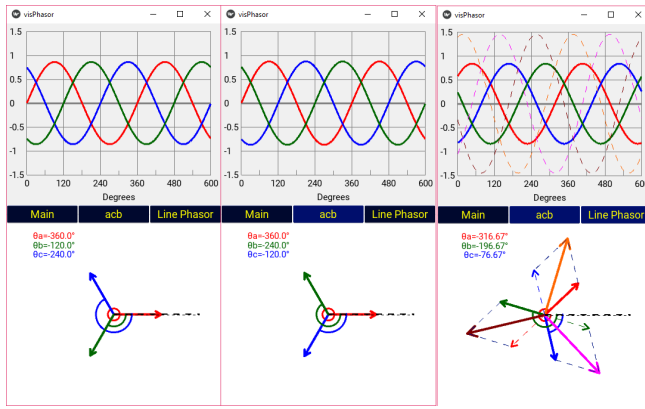 visPhasor
1.5
1
0.5
0
-0.5
-1
-1.5
0 120 240 360 480 600
Degrees
Main acb Line Phasor
θa=-360.0°
θb=-120.0°
θc=-240.0°
visPhasor
1.5
1
0.5
0
-0.5
-1
-1.5
0 120 240 360 480 600
Degrees
Main acb Line Phasor
θa=-360.0°
θb=-240.0°
θc=-120.0°
visPhasor
1.5
1
0.5
0
-0.5
-1
-1.5
0 120 240 360 480 600
Degrees
Main acb Line Phasor
θa=-316.67°
θb=-196.67°
θc=-76.67°